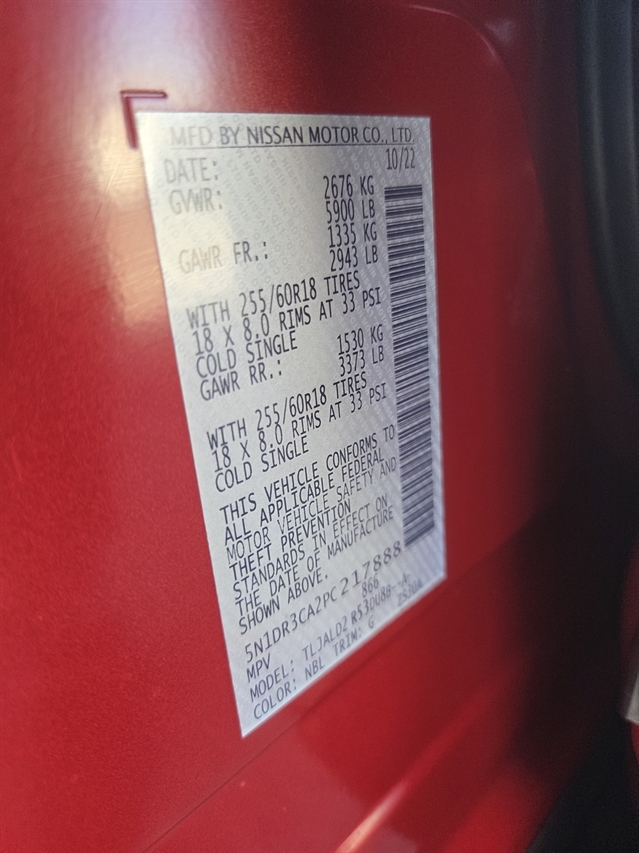 MFD BY NISSAN MOTOR CO., LTD.
DATE: 10/22
GVWR: 2676 KG
5900 LB
GAWR FR.: 1335 KG
2943 LB
WITH 255/60R18 TIRES
18 X 8.0 RIMS AT 33 PSI
COLD SINGLE
GAWR RR.: 1530 KG
3373 LB
WITH 255/60R18 TIRES
18 X 8.0 RIMS AT 33 PSI
COLD SINGLE
THIS VEHICLE CONFORMS TO
ALL APPLICABLE FEDERAL
MOTOR VEHICLE SAFETY AND
THEFT PREVENTION
STANDARDS IN EFFECT ON
THE DATE OF MANUFACTURE
SHOWN ABOVE.
5N1DR3CA2PC217888
MPV 866
MODEL:
COLOR: NBL TRIM: G